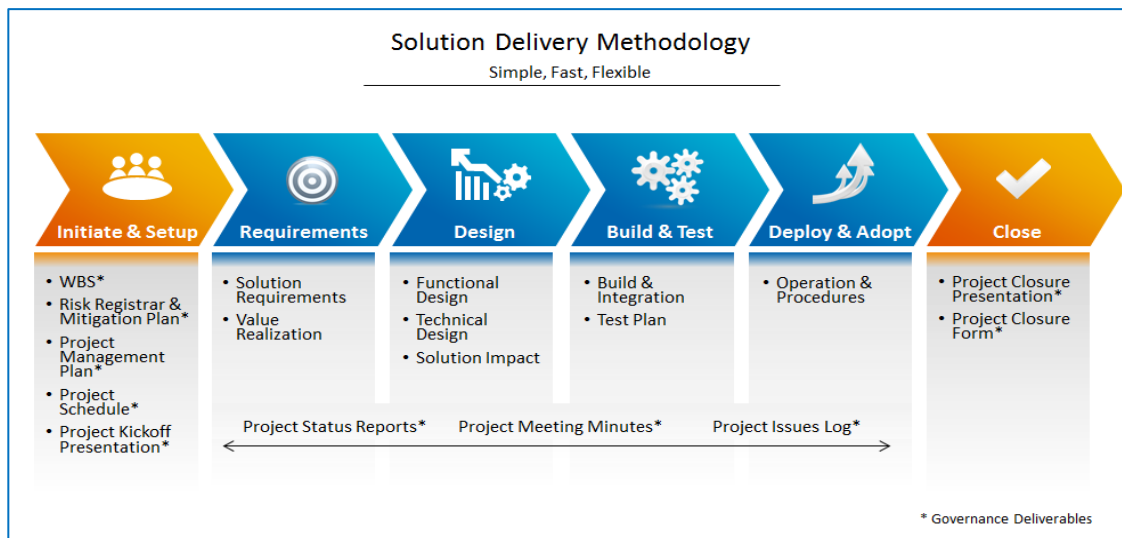 Solution Delivery Methodology
Simple, Fast, Flexible
Initiate & Setup
Requirements
Design
Build & Test
Deploy & Adopt
Close
• WBS*
• Risk Registrar &
Mitigation Plan*
• Project
Management
Plan*
• Project
Schedule*
• Project Kickoff
Presentation*
• Solution
Requirements
• Value
Realization
• Functional
Design
• Technical
Design
• Solution Impact
• Build &
Integration
• Test Plan
• Operation &
Procedures
• Project Closure
Presentation*
• Project Closure
Form*
Project Status Reports*
Project Meeting Minutes*
Project Issues Log*
* Governance Deliverables